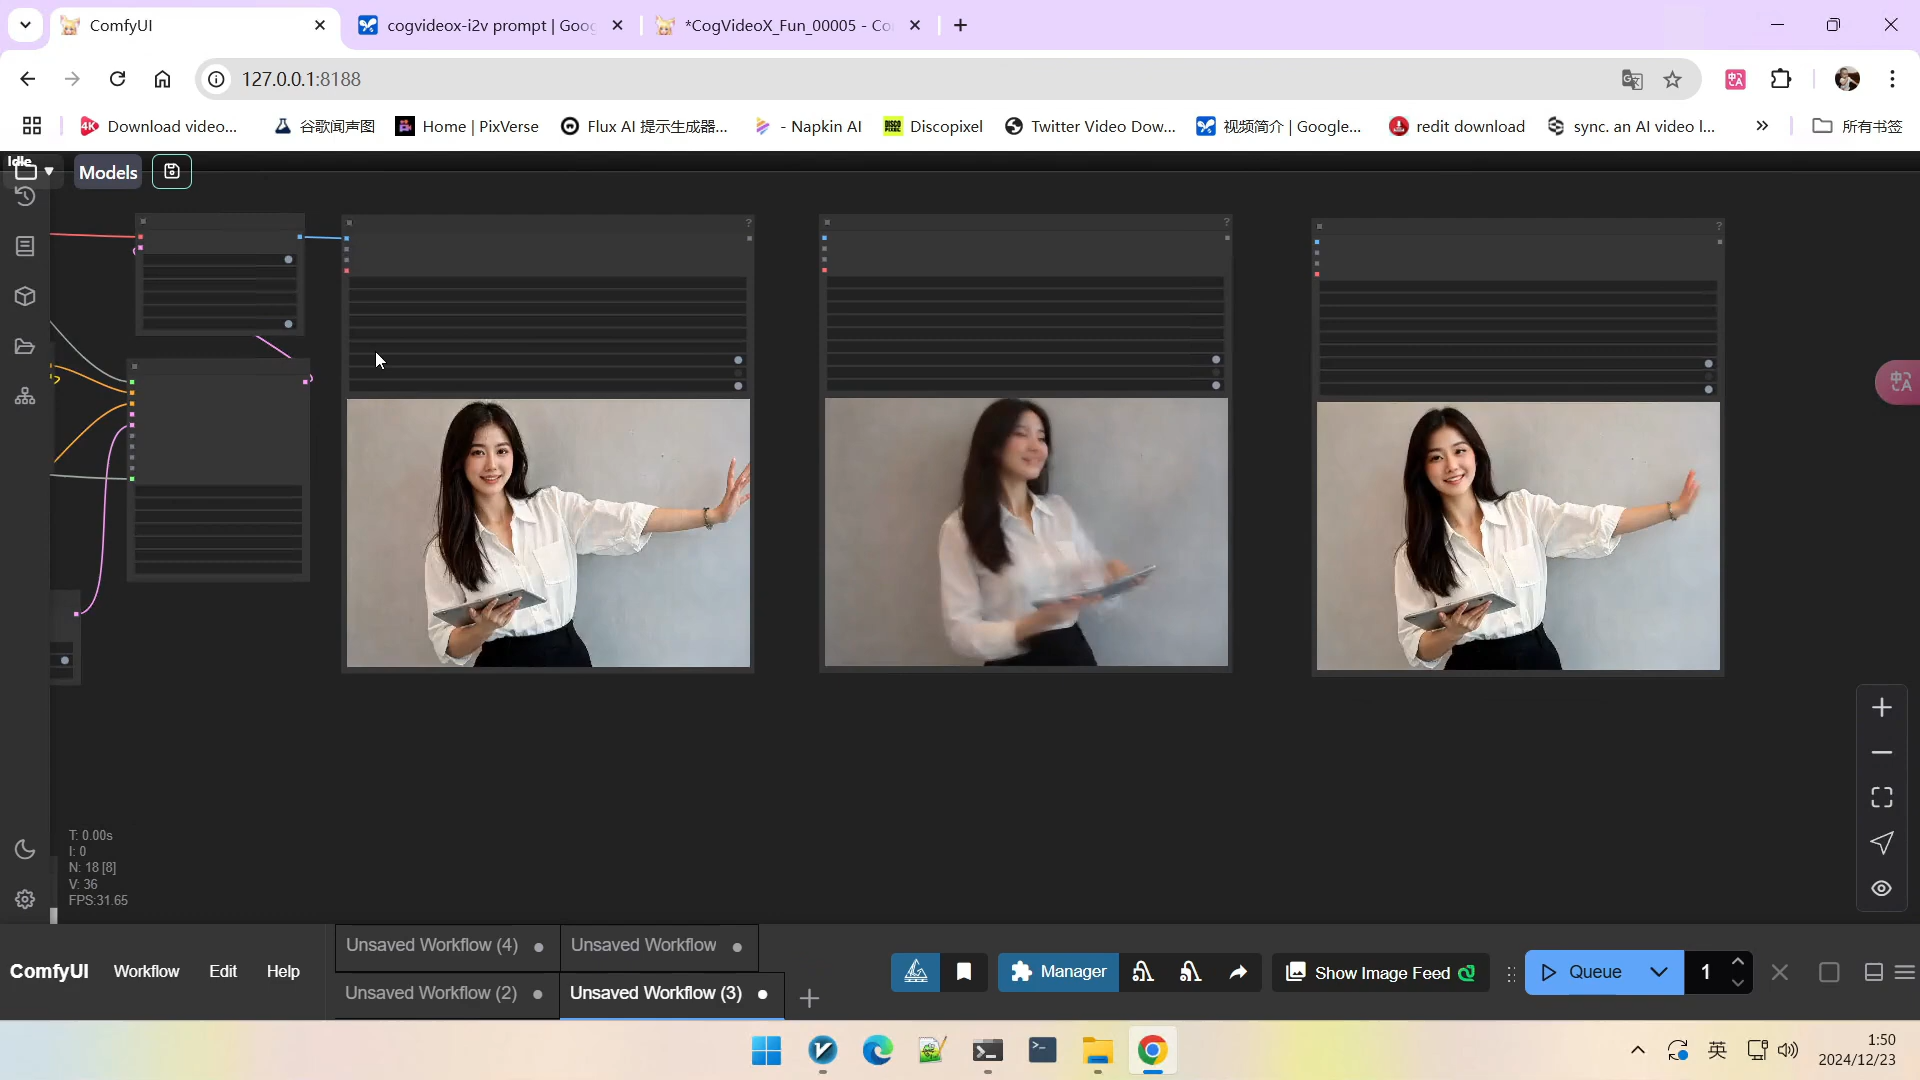 ComfyUI
cogvideox-i2v prompt | Goog
*CogVideoX_Fun_00005 - Co
127.0.0.1:8188
Download video...
谷歌闻声图
Home | PixVerse
Flux AI 提示生成器...
- Napkin AI
Discopixel
Twitter Video Dow...
视频简介 | Google...
redit download
sync. an AI video l...
所有书签
Idle
Models
T: 0.00s
I: 0
N: 18 [8]
V: 36
FPS:31.65
Unsaved Workflow (4)
Unsaved Workflow
ComfyUI
Workflow
Edit
Help
Unsaved Workflow (2)
Unsaved Workflow (3)
Manager
Show Image Feed
Queue
1
英
1:50
2024/12/23